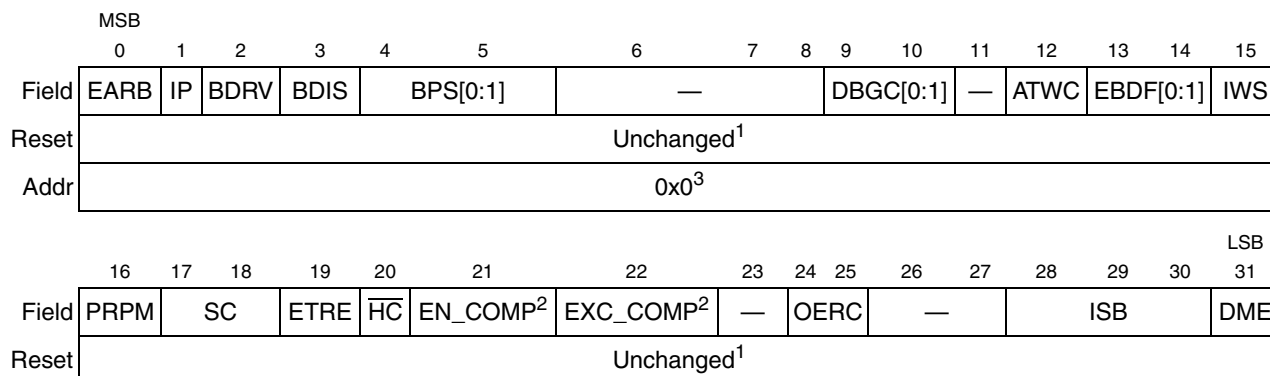 MSB
0 1 2 3 4 5 6 7 8 9 10 11 12 13 14 15
Field EARB IP BDRV BDIS BPS[0:1] — DBGC[0:1] — ATWC EBDF[0:1] IWS
Reset Unchanged1
Addr 0x03
LSB
16 17 18 19 20 21 22 23 24 25 26 27 28 29 30 31
Field PRPM SC ETRE HC EN_COMP2 EXC_COMP2 — OERC — ISB DME
Reset Unchanged1